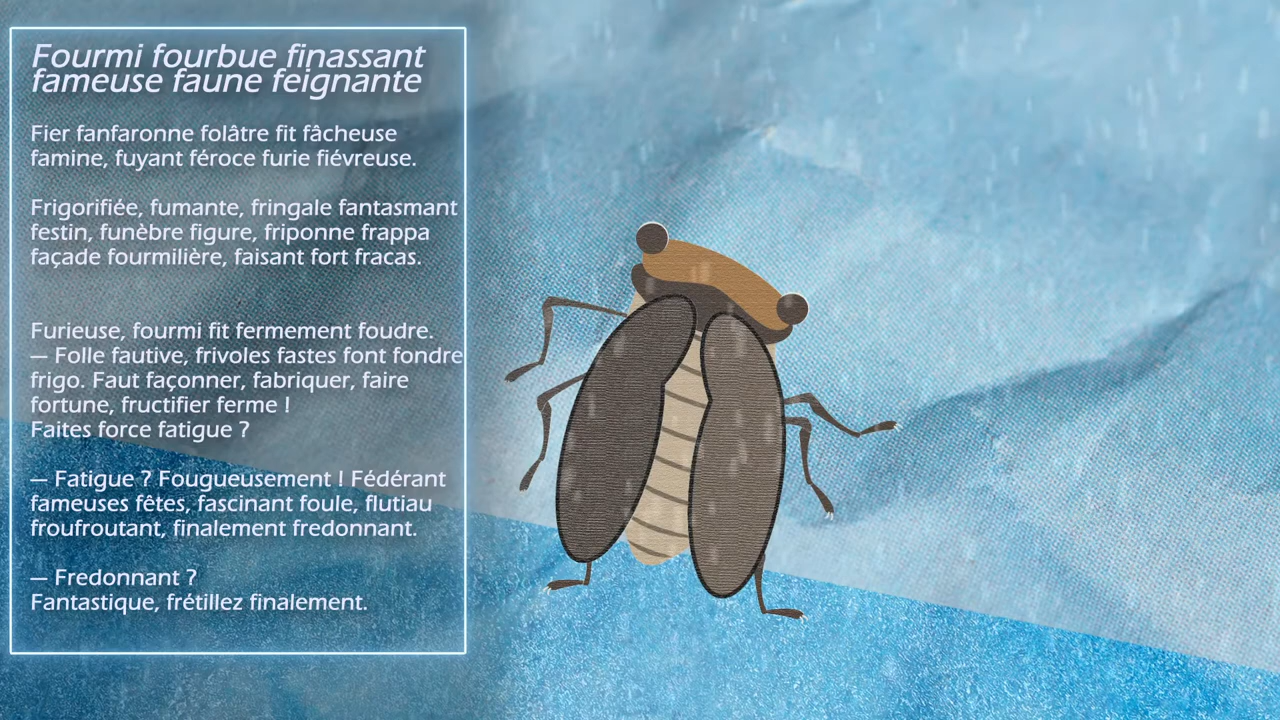 Fourmi fourbue finassant
fameuse faune feignante
Fier fanfaronne folâtre fit fâcheuse
famine, fuyant féroce furie fiévreuse.
Frigorifiée, fumante, fringale fantasmant
festin, funèbre figure, friponne frappa
façade fourmilière, faisant fort fracas.
Furieuse, fourmi fit fermement foudre.
— Folle fautive, frivoles fastes font fondre
frigo. Faut façonner, fabriquer, faire
fortune, fructifier ferme !
Faites force fatigue ?
— Fatigue ? Fougueusement ! Fédérant
fameuses fêtes, fascinant foule, flutiau
froufroutant, finalement fredonnant.
— Fredonnant ?
Fantastique, frétillez finalement.